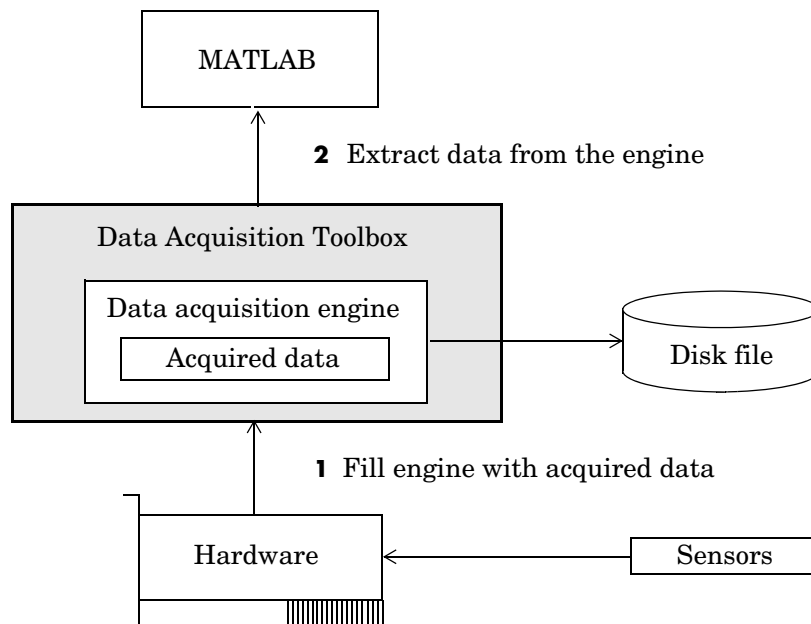 MATLAB
2 Extract data from the engine
Data Acquisition Toolbox
Data acquisition engine
Acquired data
Disk file
1 Fill engine with acquired data
Hardware
Sensors